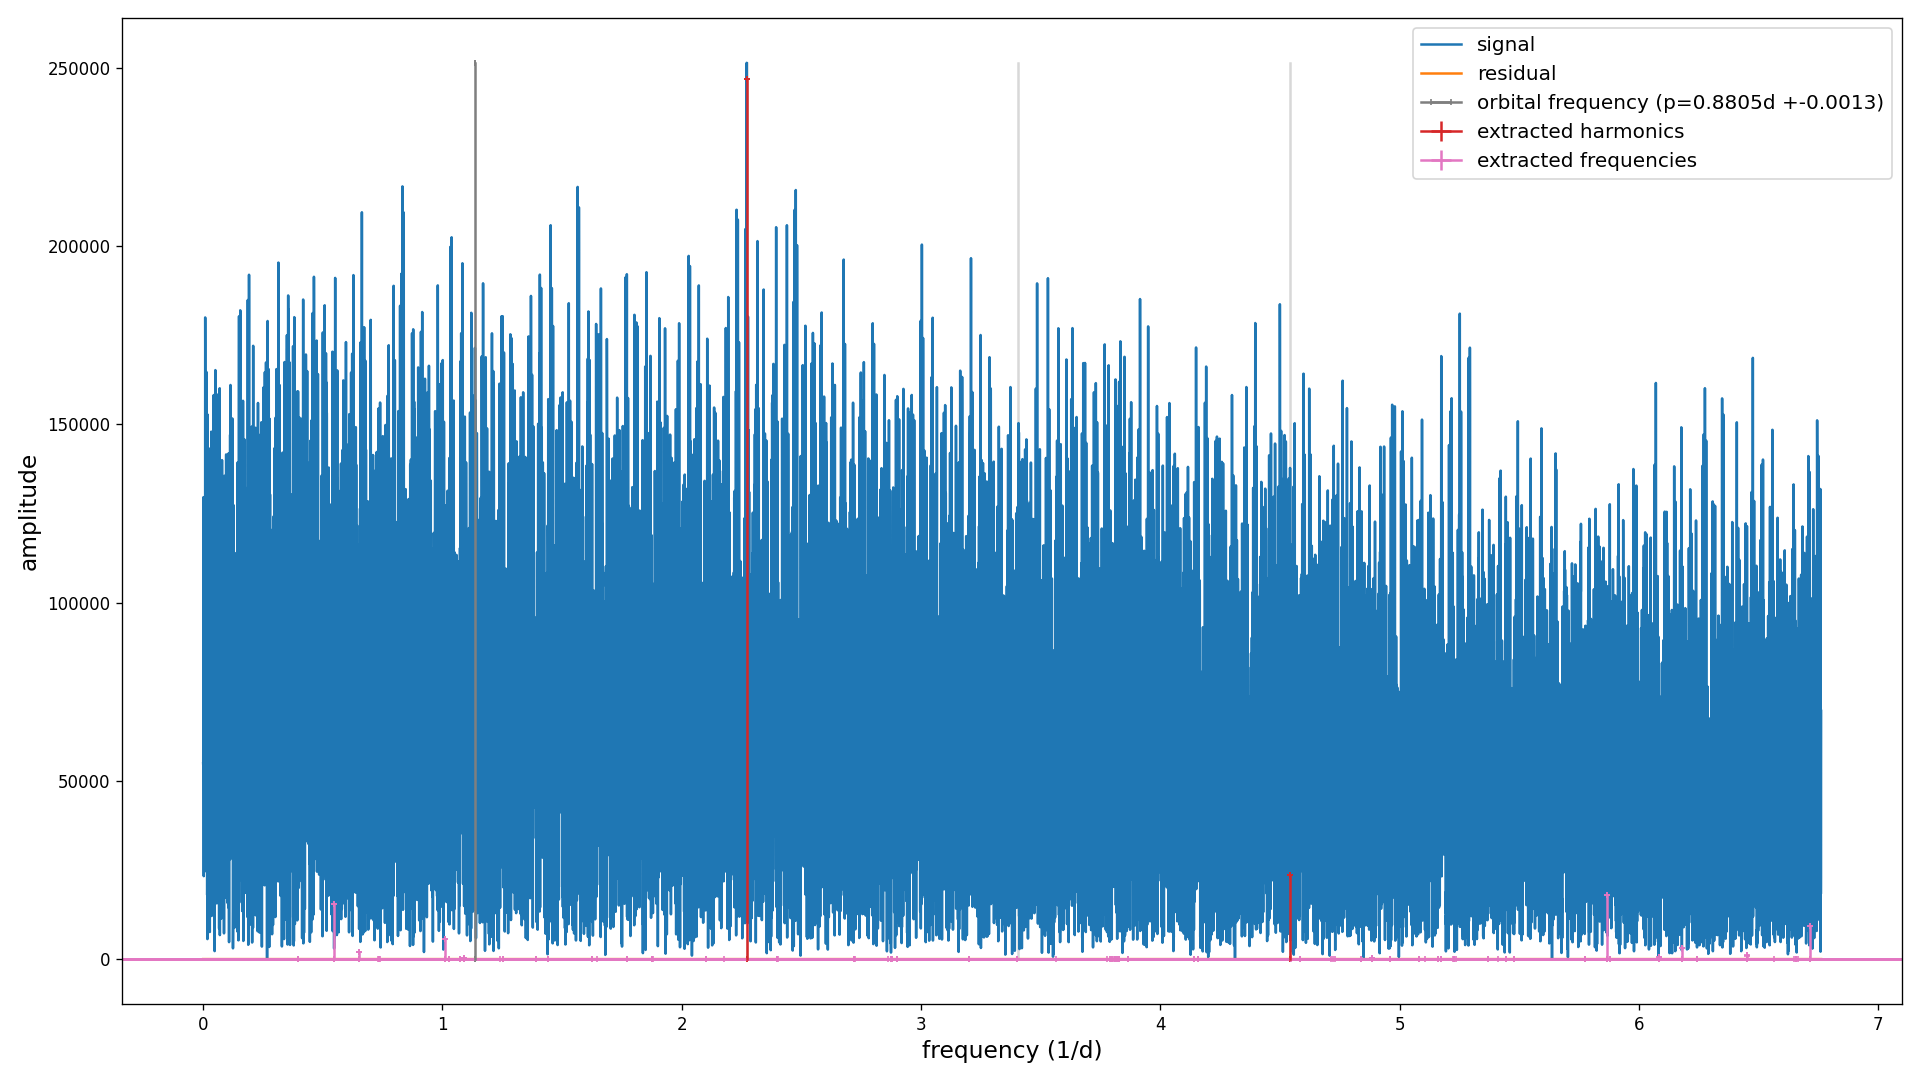 250000
200000
150000
100000
50000
0
amplitude
0 1 2 3 4 5 6 7
frequency (1/d)
signal
residual
orbital frequency (p=0.8805d +-0.0013)
extracted harmonics
extracted frequencies